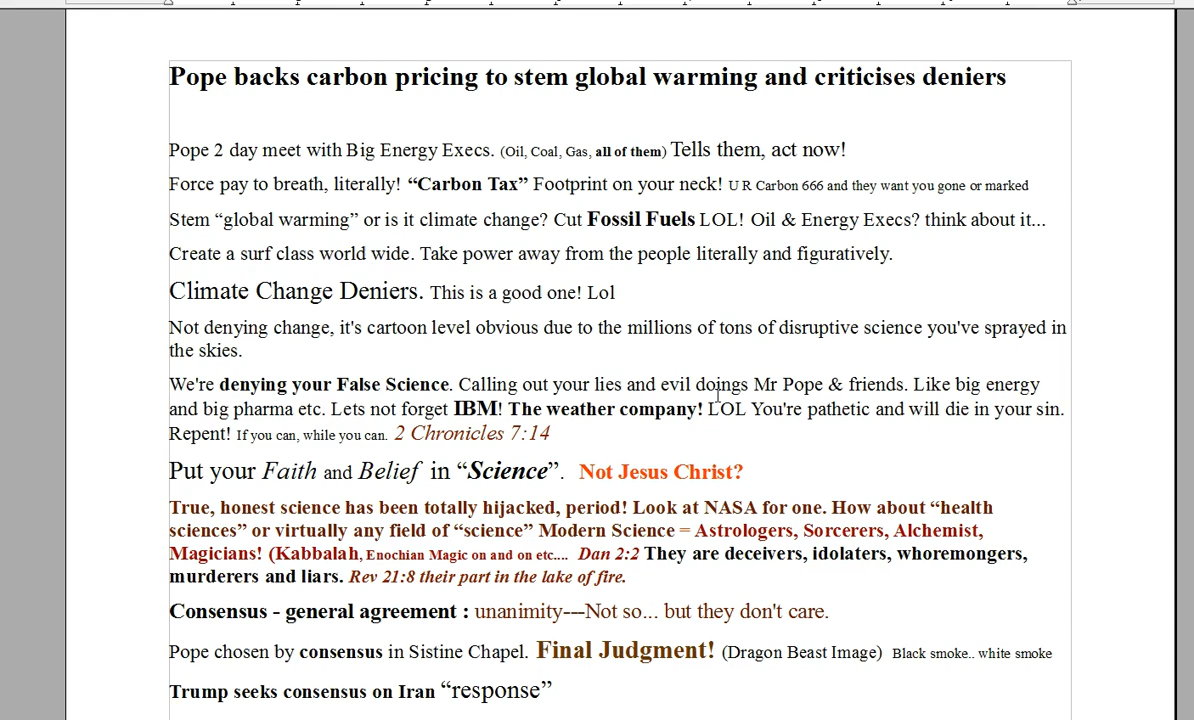 Pope backs carbon pricing to stem global warming and criticises deniers
Pope 2 day meet with Big Energy Execs. (Oil, Coal, Gas, all of them) Tells them, act now!
Force pay to breath, literally! “Carbon Tax” Footprint on your neck! U R Carbon 666 and they want you gone or marked
Stem “global warming” or is it climate change? Cut Fossil Fuels LOL! Oil & Energy Execs? think about it...
Create a surf class world wide. Take power away from the people literally and figuratively.
Climate Change Deniers. This is a good one! Lol
Not denying change, it's cartoon level obvious due to the millions of tons of disruptive science you've sprayed in
the skies.
We're denying your False Science. Calling out your lies and evil doings Mr Pope & friends. Like big energy
and big pharma etc. Lets not forget IBM! The weather company! LOL You're pathetic and will die in your sin.
Repent! If you can, while you can. 2 Chronicles 7:14
Put your Faith and Belief in “Science”. Not Jesus Christ?
True, honest science has been totally hijacked, period! Look at NASA for one. How about “health
sciences” or virtually any field of “science” Modern Science = Astrologers, Sorcerers, Alchemist,
Magicians! (Kabbalah, Enochian Magic on and on etc.... Dan 2:2 They are deceivers, idolaters, whoremongers,
murderers and liars. Rev 21:8 their part in the lake of fire.
Consensus - general agreement : unanimity---Not so... but they don't care.
Pope chosen by consensus in Sistine Chapel. Final Judgment! (Dragon Beast Image) Black smoke.. white smoke
Trump seeks consensus on Iran “response”